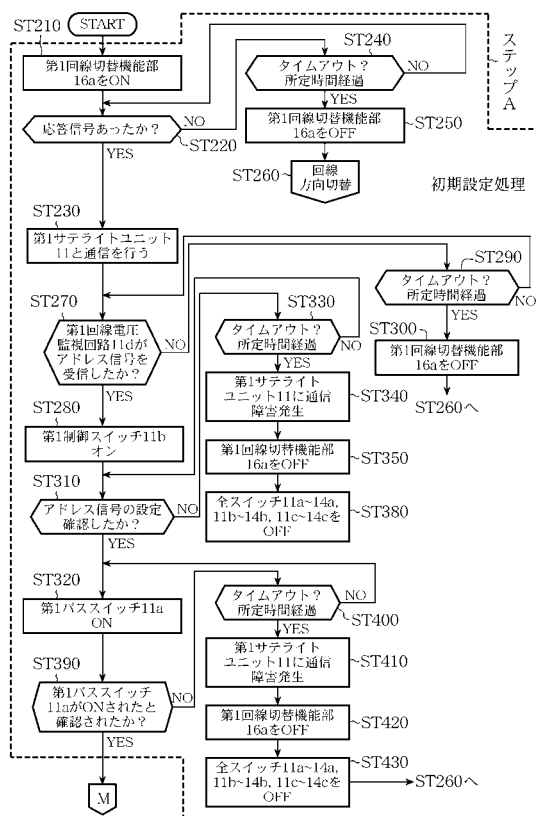 START
ST210
第1回線切替機能部
16aをON
応答信号あったか？
NO
ST220
YES
ST240
タイムアウト？
所定時間経過
NO
YES
第1回線切替機能部
16aをOFF
ST250
ST260
回線
方向切替
ステップA
初期設定処理
ST230
第1サテライトユニット
11と通信を行う
ST270
第1回線電圧
監視回路11dが
アドレス信号を
受信したか？
NO
YES
ST290
タイムアウト？
所定時間経過
NO
YES
ST300
第1回線切替機能部
16aをOFF
ST260へ
ST280
第1制御スイッチ11b
オン
ST310
アドレス信号の設定
確認したか？
NO
YES
ST330
タイムアウト？
所定時間経過
NO
YES
第1サテライト
ユニット11に通信
障害発生
ST340
第1回線切替機能部
16aをOFF
ST350
全スイッチ11a~14a,
11b~14b, 11c~14cを
OFF
ST380
ST320
第1バススイッチ11a
ON
ST390
第1バススイッチ
11aがONされたと
確認されたか？
NO
YES
タイムアウト？
所定時間経過
NO
ST400
YES
第1サテライト
ユニット11に通信
障害発生
ST410
第1回線切替機能部
16aをOFF
ST420
全スイッチ11a~14a,
11b~14b, 11c~14cを
OFF
ST430
ST260へ
M